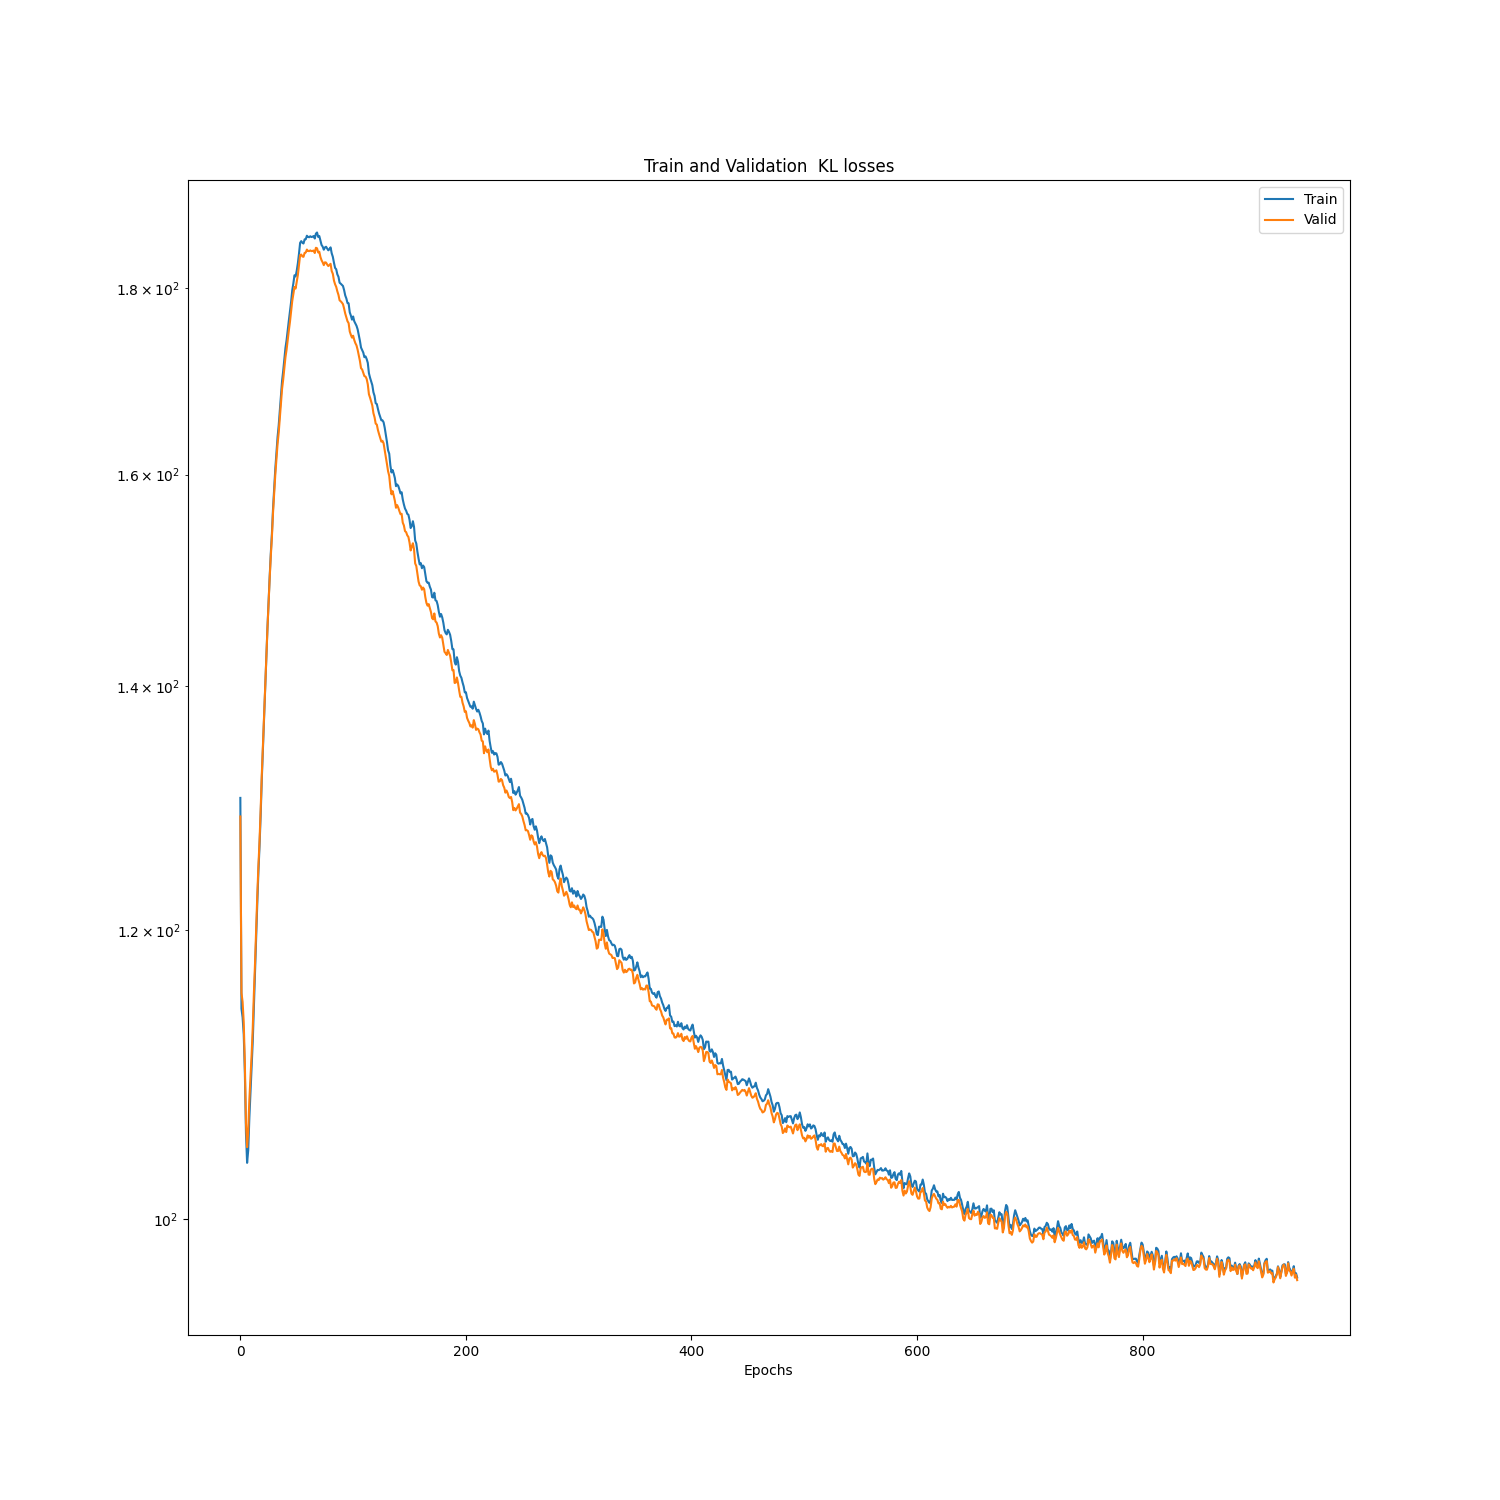 Train and Validation  KL losses
Train
Valid
1.8 × 10²
1.6 × 10²
1.4 × 10²
1.2 × 10²
10²
0 200 400 600 800
Epochs